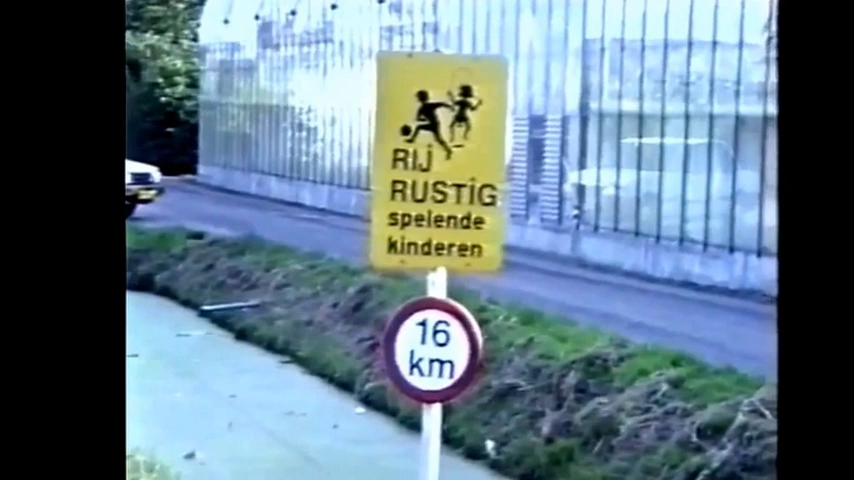 RIJ
RUSTIG
spelende
kinderen
16
km